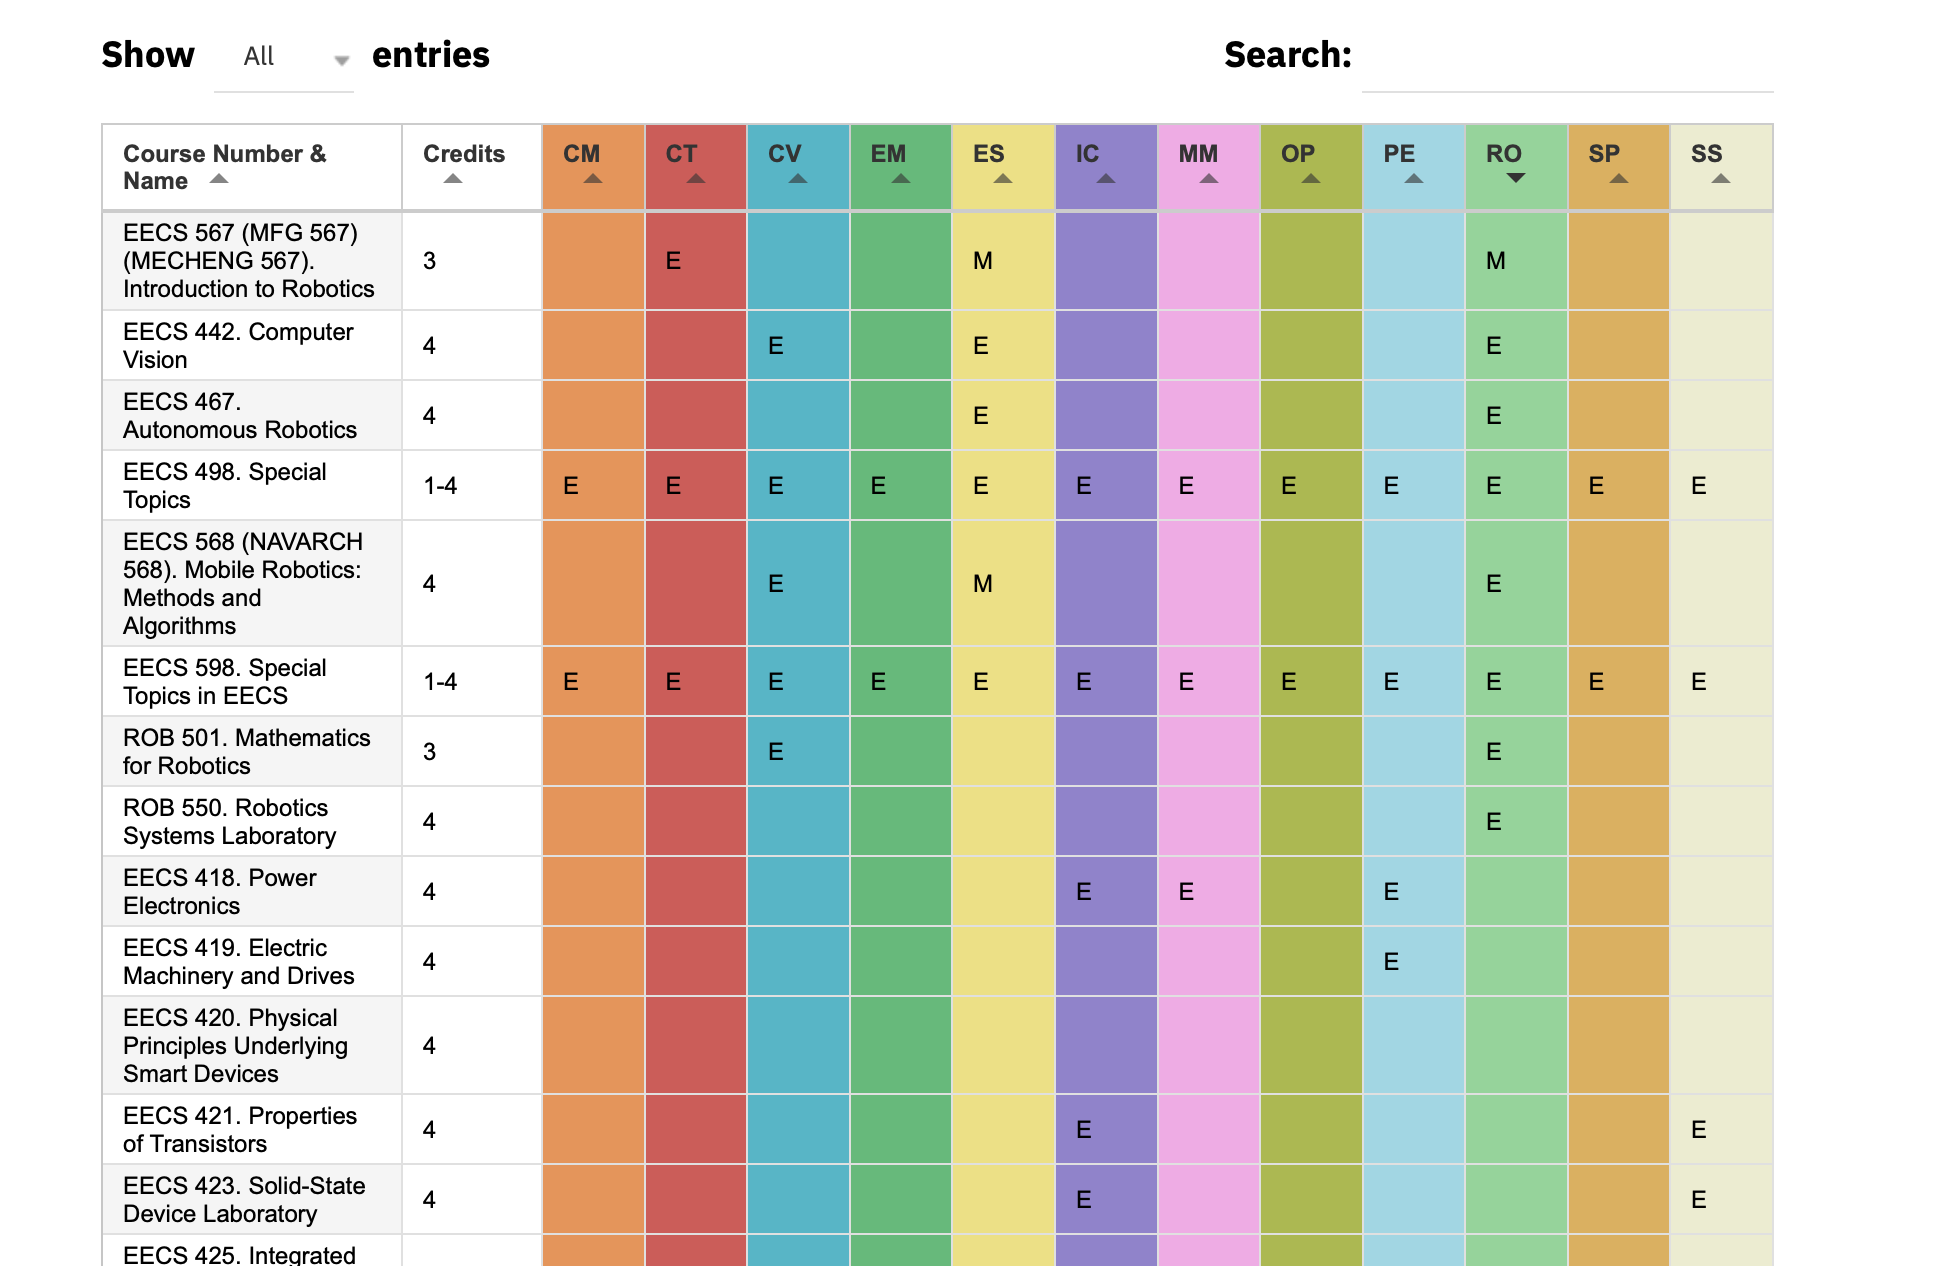 Show All entries Search:
Course Number & Name Credits CM CT CV EM ES IC MM OP PE RO SP SS
EECS 567 (MFG 567)
(MECHENG 567).
Introduction to Robotics 3 E M M
EECS 442. Computer
Vision 4 E E E
EECS 467.
Autonomous Robotics 4 E E
EECS 498. Special
Topics 1-4 E E E E E E E E E E E E
EECS 568 (NAVARCH
568). Mobile Robotics:
Methods and
Algorithms 4 E M E
EECS 598. Special
Topics in EECS 1-4 E E E E E E E E E E E E
ROB 501. Mathematics
for Robotics 3 E E
ROB 550. Robotics
Systems Laboratory 4 E
EECS 418. Power
Electronics 4 E E E
EECS 419. Electric
Machinery and Drives 4 E
EECS 420. Physical
Principles Underlying
Smart Devices 4
EECS 421. Properties
of Transistors 4 E E
EECS 423. Solid-State
Device Laboratory 4 E E
EECS 425. Integrated